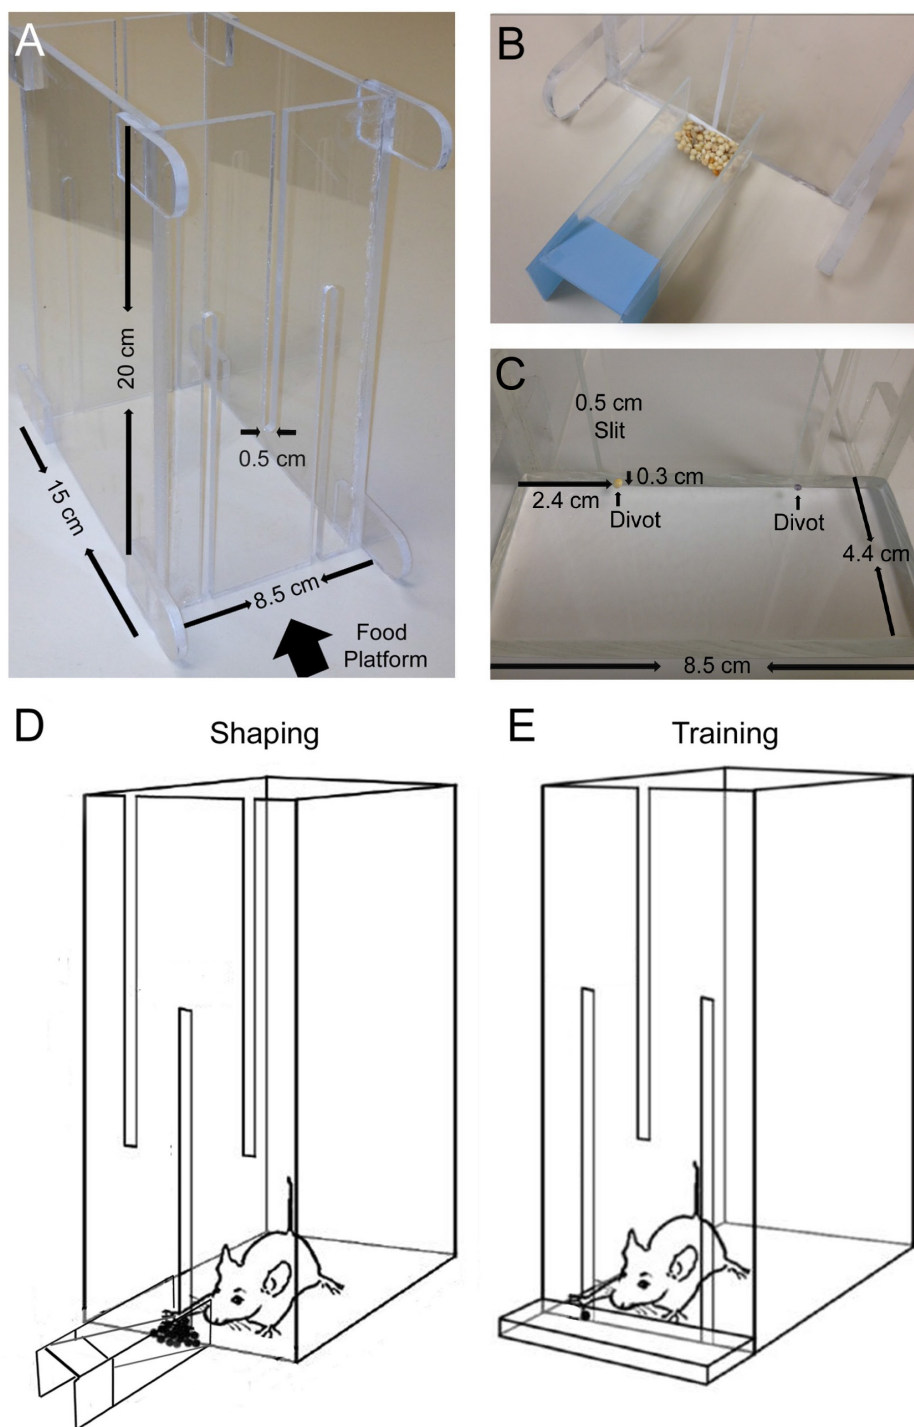 A
20 cm
0.5 cm
15 cm
8.5 cm
Food
Platform
B
C
0.5 cm
Slit
0.3 cm
2.4 cm
Divot
Divot
4.4 cm
8.5 cm
D
Shaping
E
Training